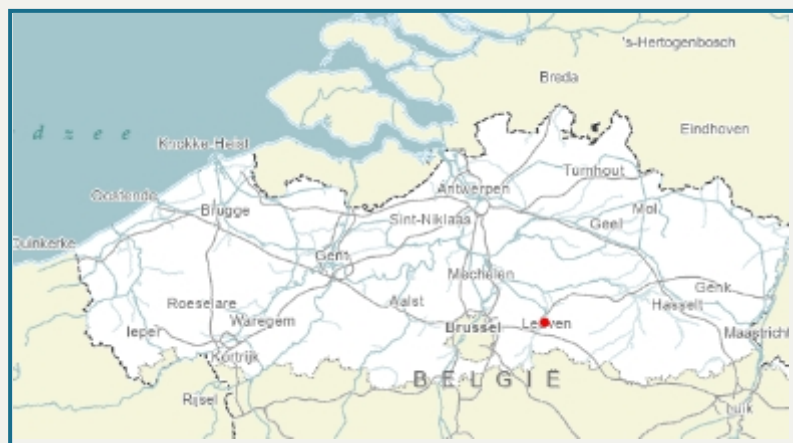 's-Hertogenbosch
Breda
d z e e
Eindhoven
Knokke-Heist
Turnhout
Oostende
Antwerpen
Mol
Brugge
Sint-Niklaas
Geel
Duinkerke
Gent
Mechelen
Genk
Roeselare
Aalst
Hasselt
Ieper
Waregem
Brussel
Leuven
Maastricht
Kortrijk
BELGIË
Rijsel
Luik